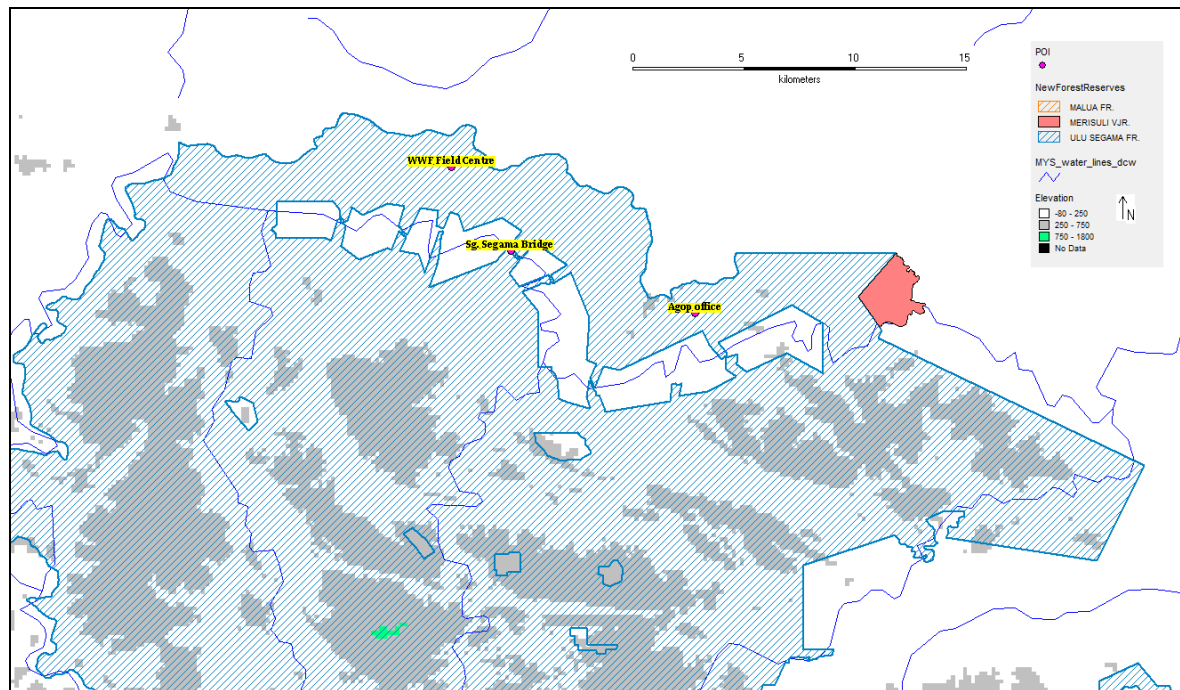 0 5 10 15
kilometers
POI
NewForestReserves
MALUA FR.
MERISULI VJR.
ULU SEGAMA FR.
MYS_water_lines_dcw
Elevation
-80 - 250
250 - 750
750 - 1800
No Data
N
WWF Field Centre
Sg. Segama Bridge
Agop office